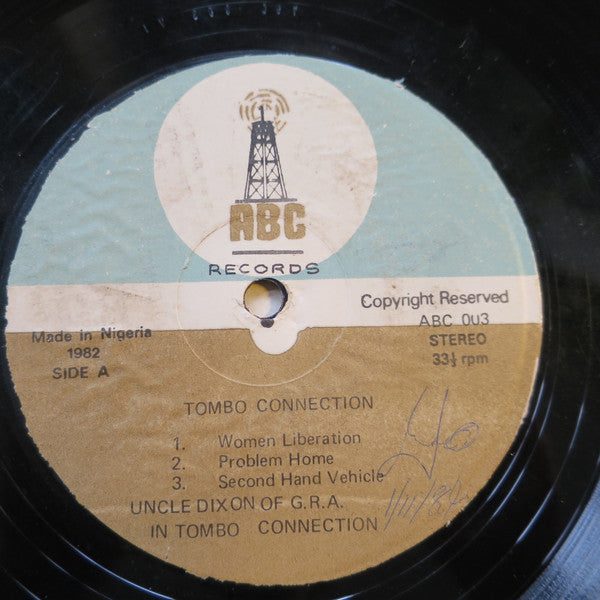 ABC
RECORDS
Made in Nigeria
1982
SIDE A
Copyright Reserved
ABC 003
STEREO
33⅓ rpm
TOMBO CONNECTION
1. Women Liberation
2. Problem Home
3. Second Hand Vehicle
UNCLE DIXON OF G.R.A.
IN TOMBO CONNECTION